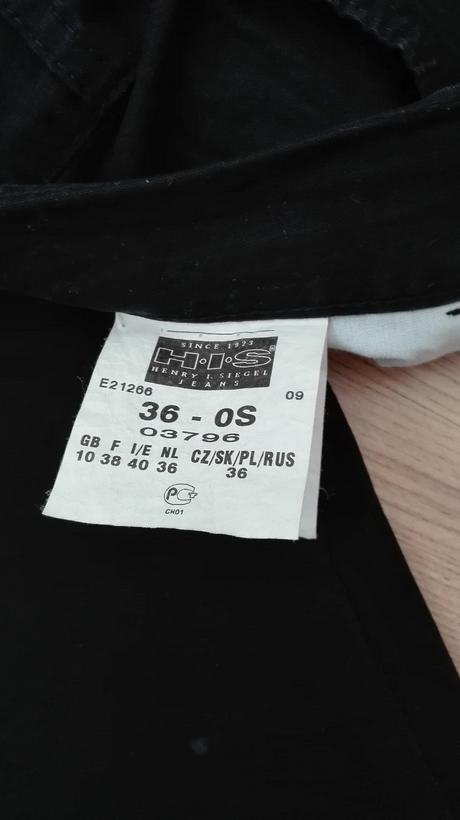 SINCE 1923
H·I·S®
HENRY I. SIEGEL
JEANS
E21266 09
36 - 0S
03796
GB F I/E NL CZ/SK/PL/RUS
10 38 40 36 36
PCT
CH01